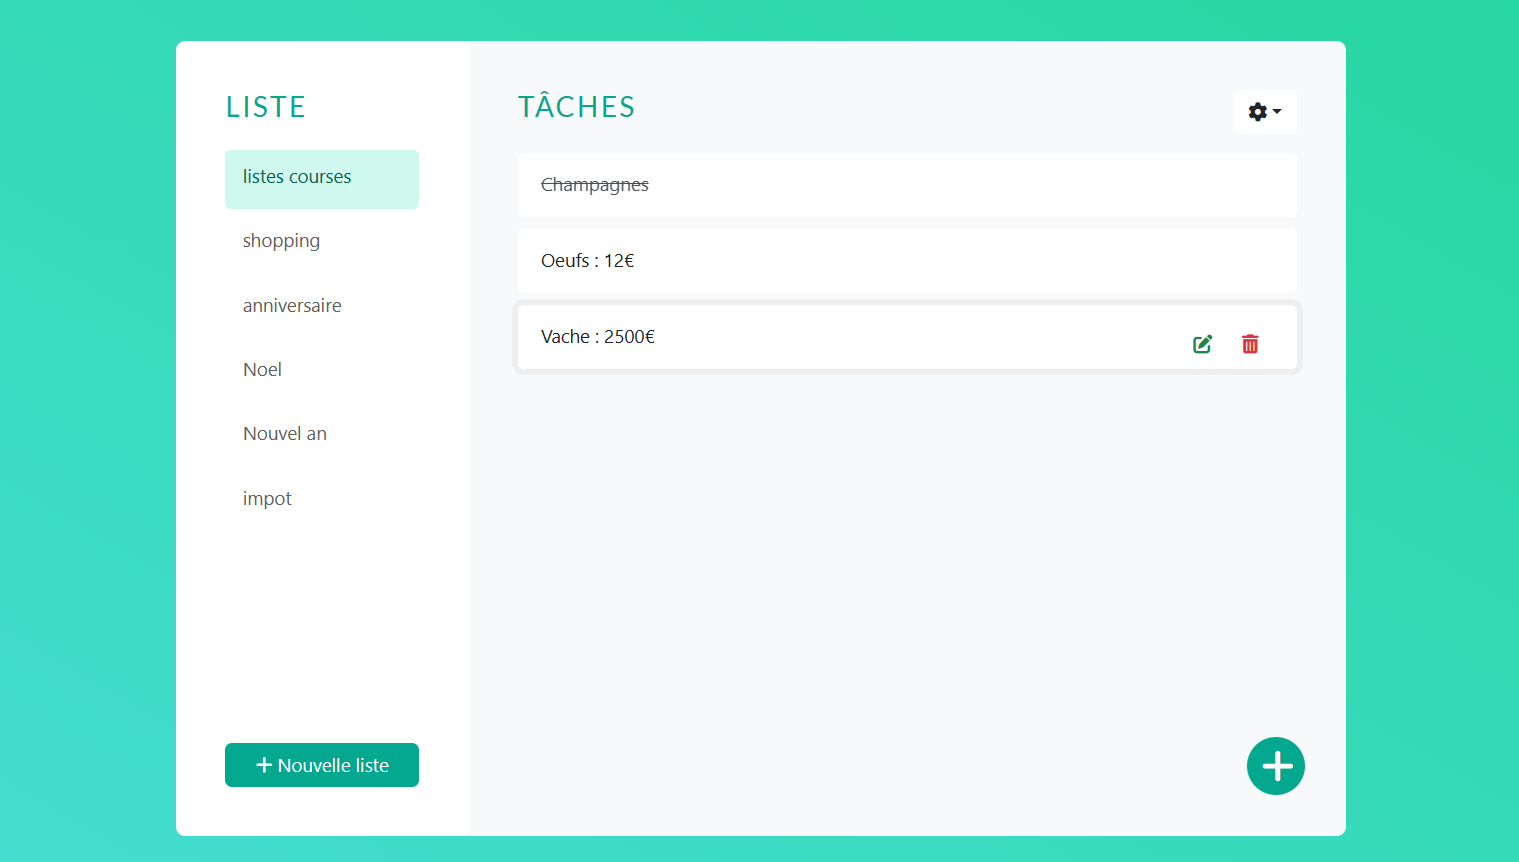 LISTE
listes courses
shopping
anniversaire
Noel
Nouvel an
impot
Nouvelle liste
TÂCHES
Champagnes
Oeufs : 12€
Vache : 2500€